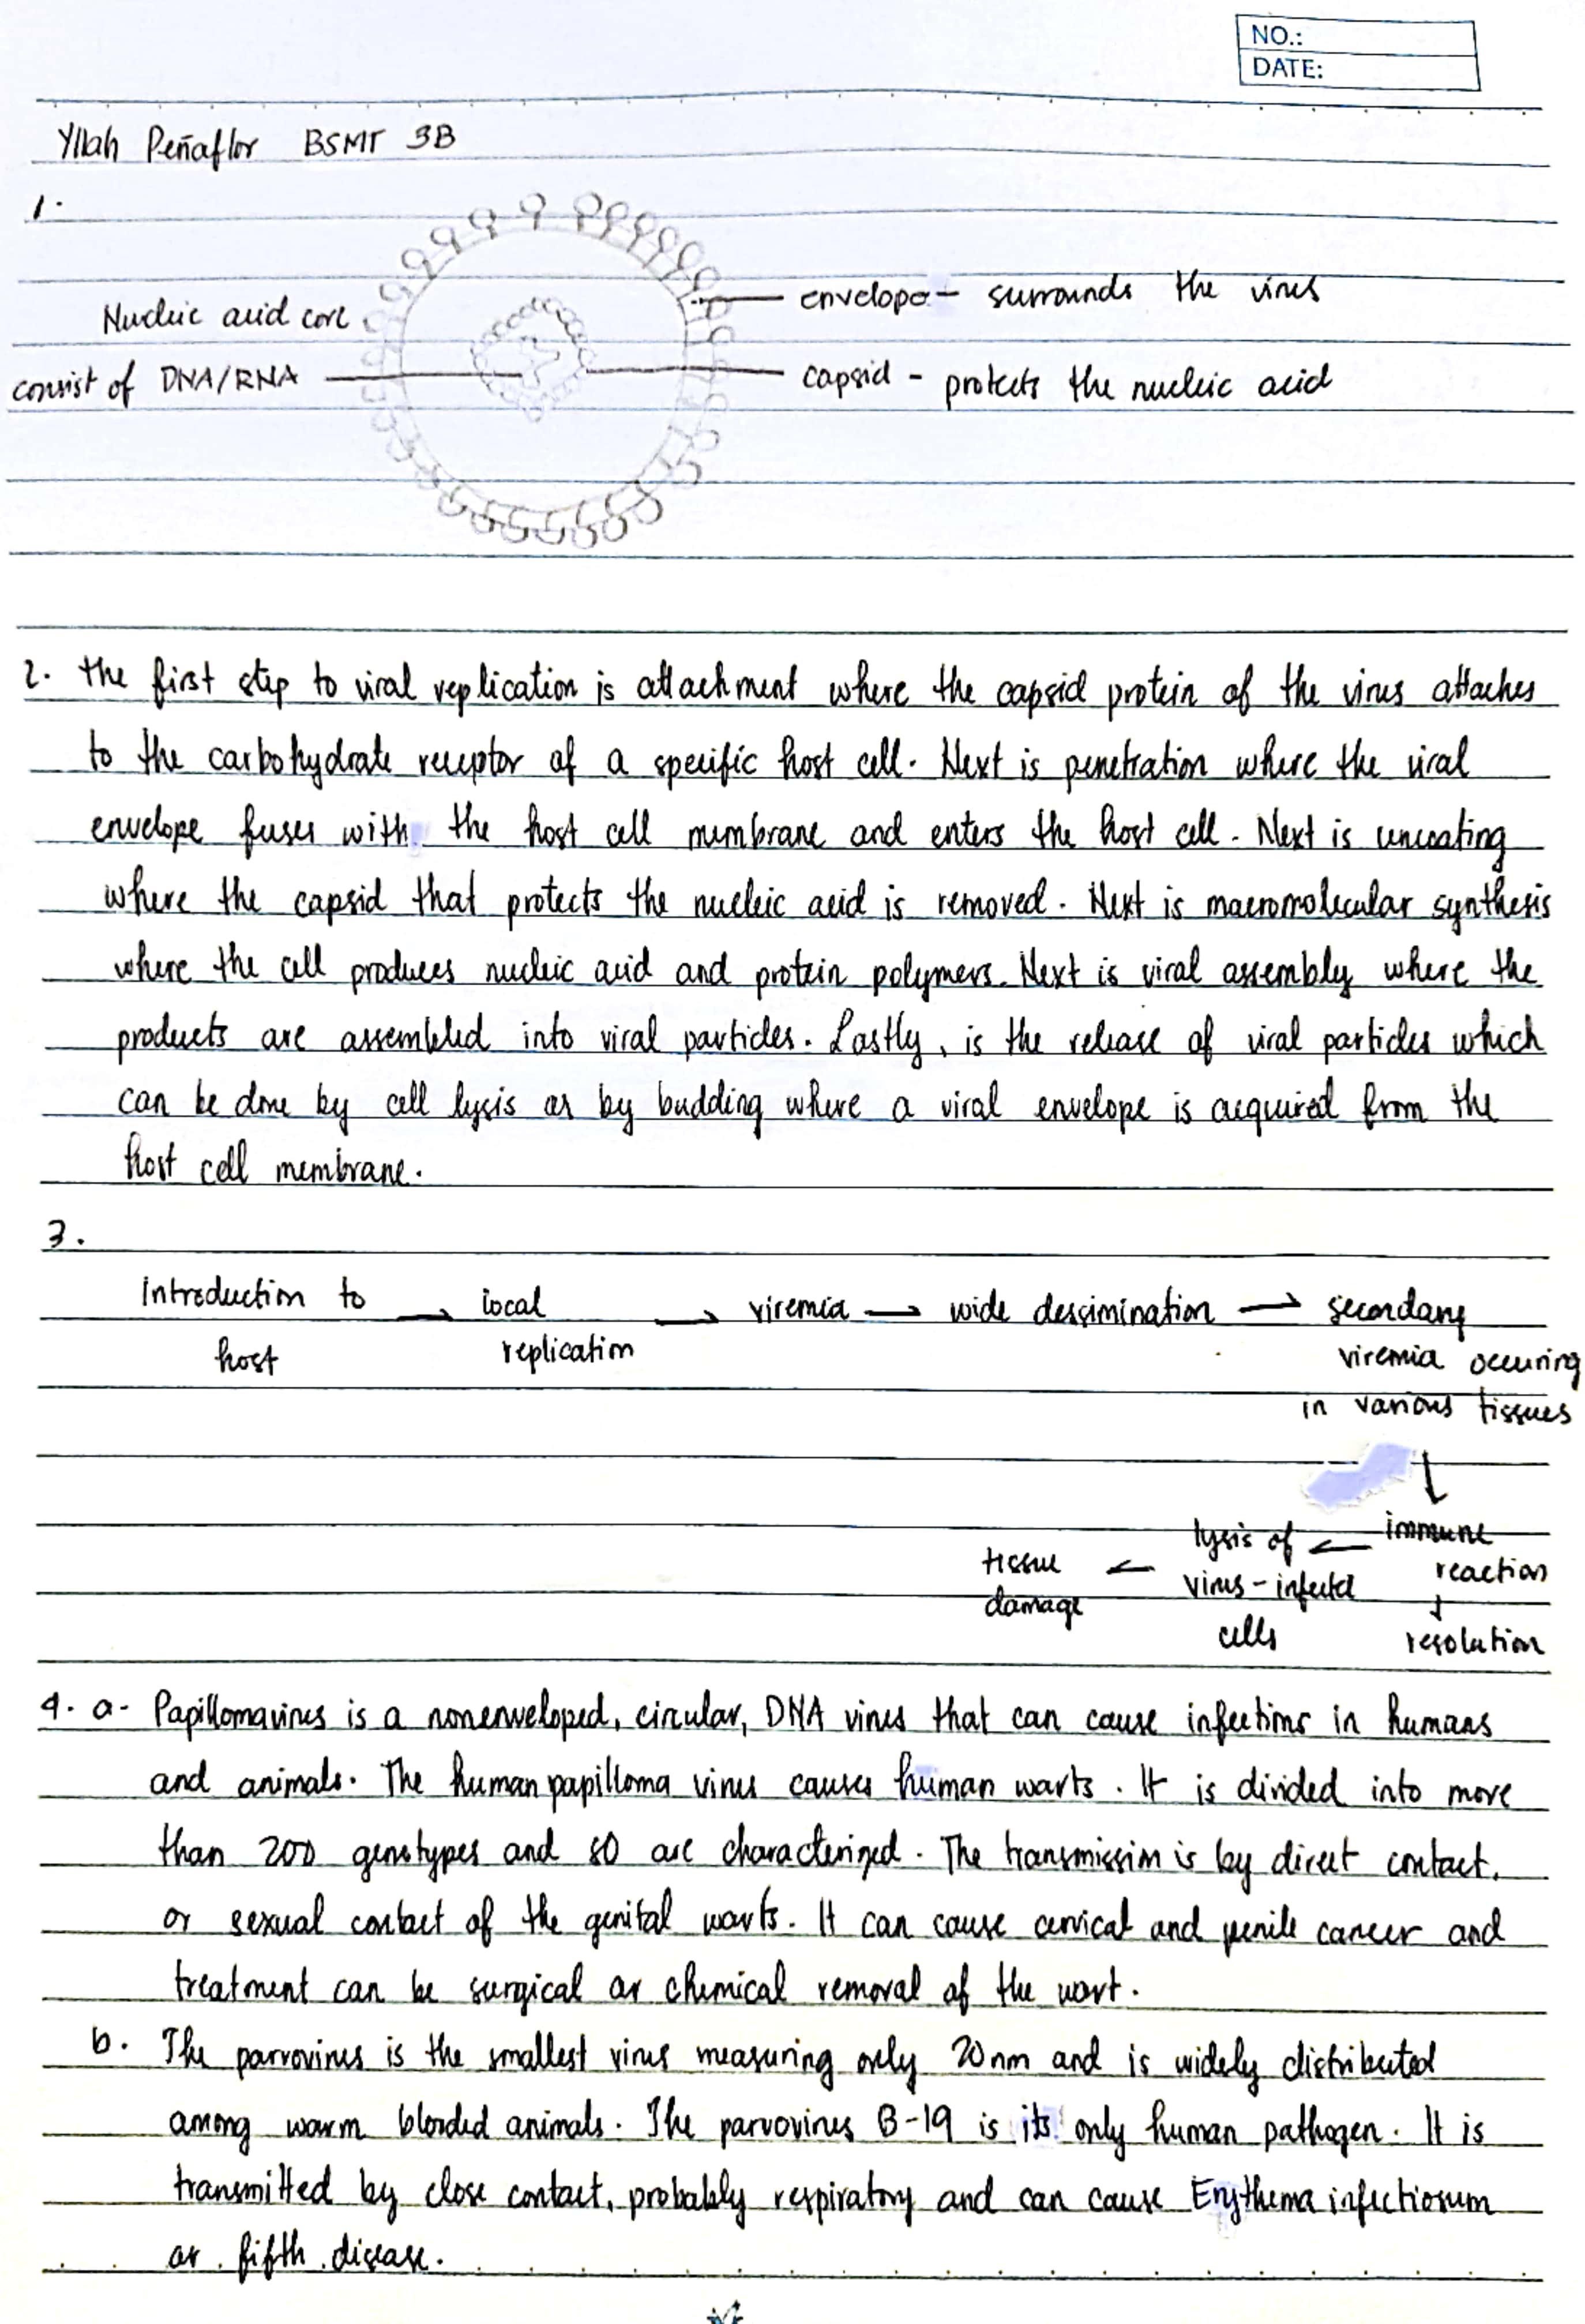 NO.:
DATE:
Yllah Peñaflor BSMT 3B
1.
Nucleic acid core
consist of DNA/RNA
envelope - surrounds the virus
capsid - protects the nucleic acid
2. the first step to viral replication is attachment where the capsid protein of the virus attaches
to the carbohydrate receptor of a specific host cell. Next is penetration where the viral
envelope fuses with the host cell membrane and enters the host cell. Next is uncoating
where the capsid that protects the nucleic acid is removed. Next is macromolecular synthesis
where the cell produces nucleic acid and protein polymers. Next is viral assembly where the
products are assembled into viral particles. Lastly, is the release of viral particles which
can be done by cell lysis or by budding where a viral envelope is acquired from the
host cell membrane.
3.
Introduction to host → local replication → viremia → wide dessimination → secondary
viremia occuring
in various tissues
↓
immune reaction → lysis of virus-infected cells → tissue damage
↓
resolution
4. a- Papillomavirus is a nonenveloped, circular, DNA virus that can cause infections in humans
and animals. The human papilloma virus causes human warts. It is divided into more
than 200 genotypes and 80 are characterized. The transmission is by direct contact,
or sexual contact of the genital warts. It can cause cervical and penile cancer and
treatment can be surgical or chemical removal of the wart.
b. The parvovirus is the smallest virus measuring only 20nm and is widely distributed
among warm blooded animals. The parvovirus B-19 is its only human pathogen. It is
transmitted by close contact, probably respiratory and can cause Erythema infectiosum
or fifth disease.